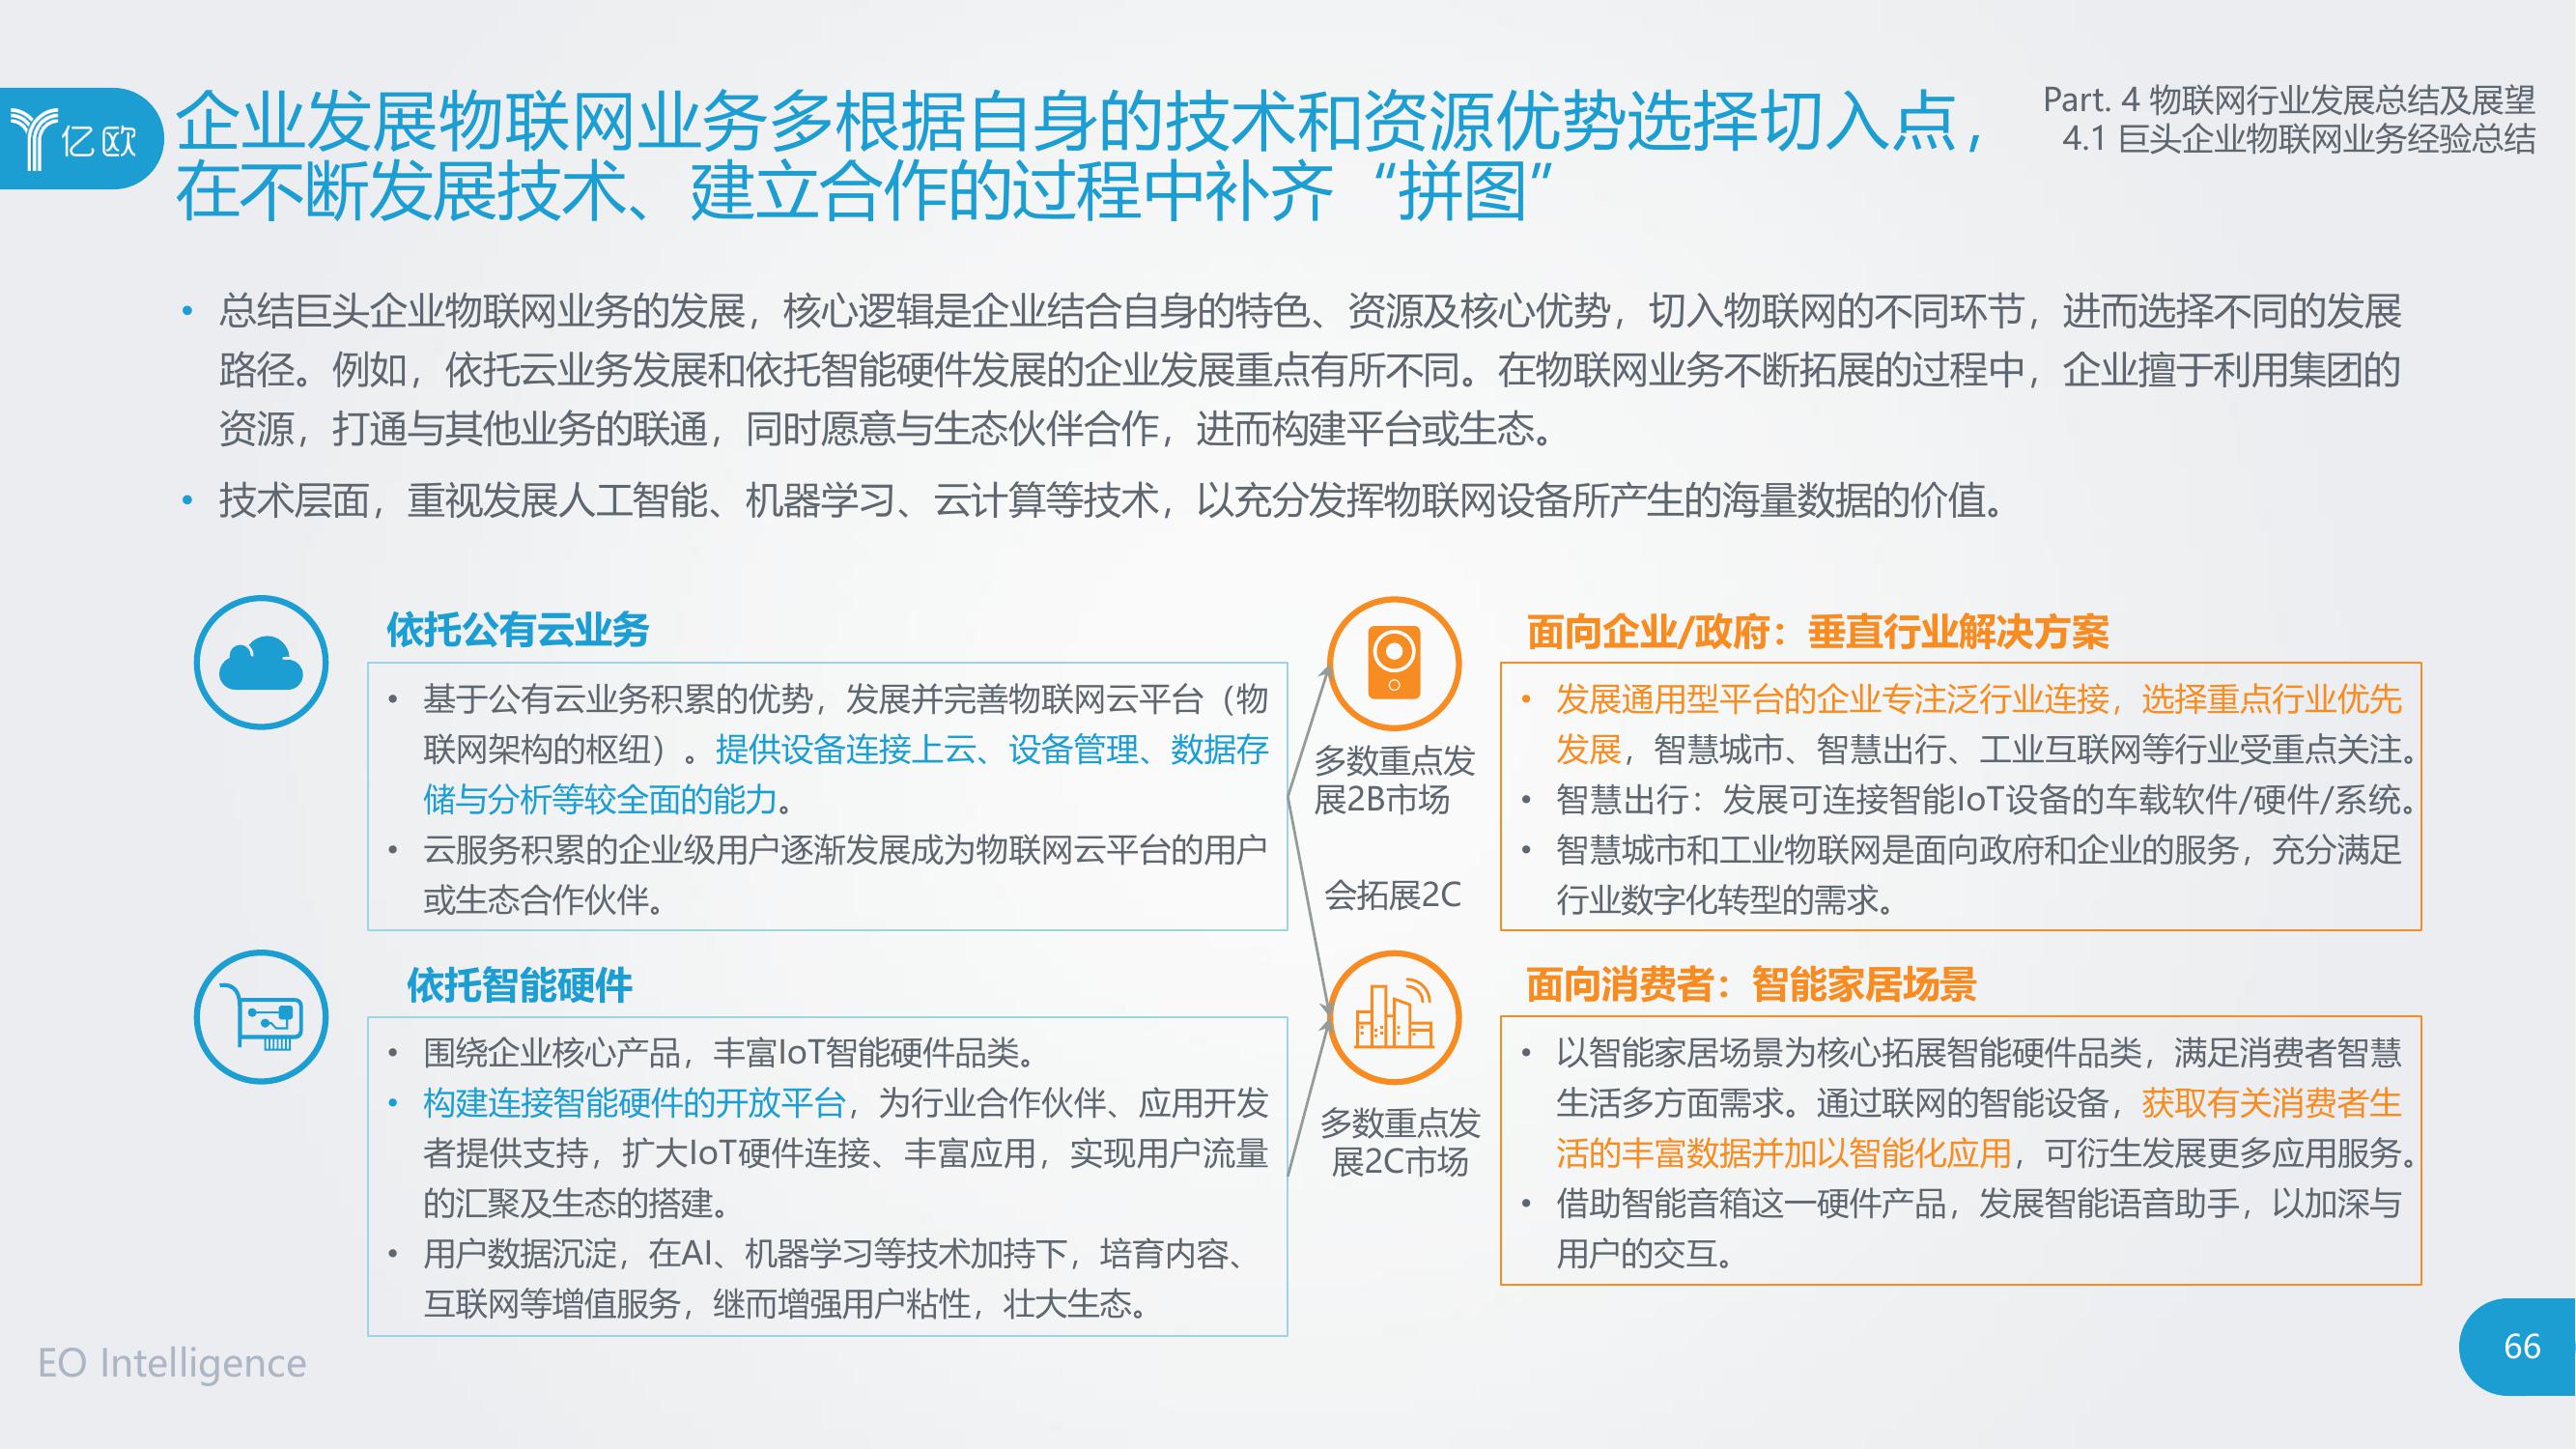 亿欧
企业发展物联网业务多根据自身的技术和资源优势选择切入点，
在不断发展技术、建立合作的过程中补齐“拼图”
Part. 4 物联网行业发展总结及展望
4.1 巨头企业物联网业务经验总结
• 总结巨头企业物联网业务的发展，核心逻辑是企业结合自身的特色、资源及核心优势，切入物联网的不同环节，进而选择不同的发展
路径。例如，依托云业务发展和依托智能硬件发展的企业发展重点有所不同。在物联网业务不断拓展的过程中，企业擅于利用集团的
资源，打通与其他业务的联通，同时愿意与生态伙伴合作，进而构建平台或生态。
• 技术层面，重视发展人工智能、机器学习、云计算等技术，以充分发挥物联网设备所产生的海量数据的价值。
依托公有云业务
• 基于公有云业务积累的优势，发展并完善物联网云平台（物
联网架构的枢纽）。提供设备连接上云、设备管理、数据存
储与分析等较全面的能力。
• 云服务积累的企业级用户逐渐发展成为物联网云平台的用户
或生态合作伙伴。
依托智能硬件
• 围绕企业核心产品，丰富IoT智能硬件品类。
• 构建连接智能硬件的开放平台，为行业合作伙伴、应用开发
者提供支持，扩大IoT硬件连接、丰富应用，实现用户流量
的汇聚及生态的搭建。
• 用户数据沉淀，在AI、机器学习等技术加持下，培育内容、
互联网等增值服务，继而增强用户粘性，壮大生态。
多数重点发
展2B市场
会拓展2C
多数重点发
展2C市场
面向企业/政府：垂直行业解决方案
• 发展通用型平台的企业专注泛行业连接，选择重点行业优先
发展，智慧城市、智慧出行、工业互联网等行业受重点关注。
• 智慧出行：发展可连接智能IoT设备的车载软件/硬件/系统。
• 智慧城市和工业物联网是面向政府和企业的服务，充分满足
行业数字化转型的需求。
面向消费者：智能家居场景
• 以智能家居场景为核心拓展智能硬件品类，满足消费者智慧
生活多方面需求。通过联网的智能设备，获取有关消费者生
活的丰富数据并加以智能化应用，可衍生发展更多应用服务。
• 借助智能音箱这一硬件产品，发展智能语音助手，以加深与
用户的交互。
EO Intelligence
66